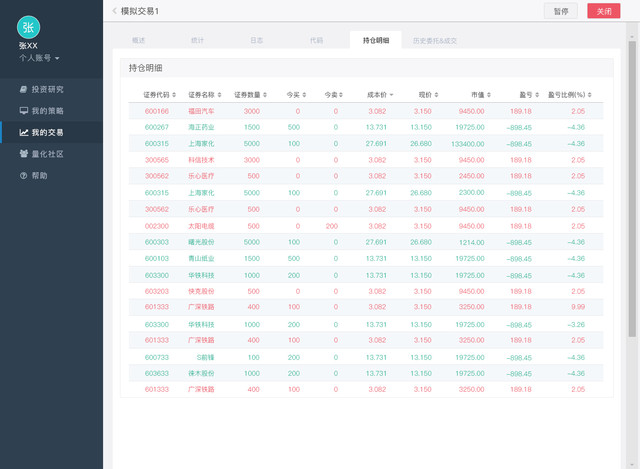 张
张XX
个人账号
投资研究
我的策略
我的交易
量化社区
帮助
模拟交易1
暂停 关闭
概述 统计 日志 代码 持仓明细 历史委托&成交
持仓明细
证券代码 证券名称 证券数量 今买 今卖 成本价 现价 市值 盈亏 盈亏比例(%)
600166 福田汽车 3000 0 0 3.082 3.150 9450.00 189.18 2.05
600267 海正药业 1500 500 0 13.731 13.731 19725.00 -898.45 -4.36
600315 上海家化 5000 100 0 27.691 26.680 133400.00 -898.45 -4.36
300565 科信技术 3000 0 0 3.082 3.150 9450.00 189.18 2.05
300562 乐心医疗 500 0 0 3.082 3.150 2450.00 189.18 2.05
600315 上海家化 5000 100 0 27.691 26.680 2300.00 -898.45 -4.36
300562 乐心医疗 500 0 0 3.082 3.150 9450.00 189.18 2.05
002300 太阳电缆 500 0 200 3.082 3.150 9450.00 189.18 2.05
600303 曙光股份 5000 100 0 27.691 26.680 1214.00 -898.45 -4.36
600103 青山纸业 1500 500 0 13.731 13.731 19725.00 -898.45 -4.36
603300 华铁科技 1000 200 0 13.731 13.731 19725.00 -898.45 -4.36
603203 快克股份 500 0 0 3.082 3.150 9450.00 189.18 2.05
601333 广深铁路 400 100 0 3.082 3.150 3250.00 189.18 9.99
603300 华铁科技 1000 200 0 13.731 13.731 19725.00 -898.45 -3.26
601333 广深铁路 400 100 0 3.082 3.150 3250.00 189.18 2.05
600733 S前锋 100 200 0 13.731 13.731 19725.00 -898.45 -4.36
603633 徕木股份 1000 200 0 13.731 13.731 19725.00 -898.45 -4.36
601333 广深铁路 400 100 0 3.082 3.150 3250.00 189.18 2.05